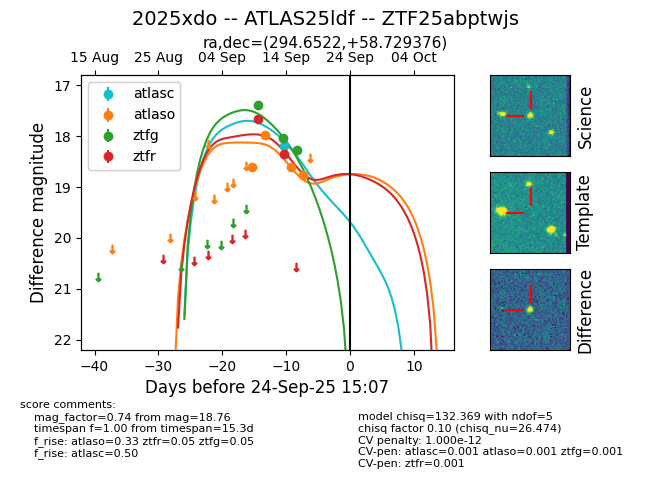 2025xdo -- ATLAS25ldf -- ZTF25abptwjs
ra,dec=(294.6522,+58.729376)
15 Aug 25 Aug 04 Sep 14 Sep 24 Sep 04 Oct
atlasc
atlaso
ztfg
ztfr
17
18
19
20
21
22
Difference magnitude
−40 −30 −20 −10 0 10
Days before 24-Sep-25 15:07
Science
Template
Difference
score comments:
mag_factor=0.74 from mag=18.76
timespan f=1.00 from timespan=15.3d
f_rise: atlaso=0.33 ztfr=0.05 ztfg=0.05
f_rise: atlasc=0.50
model chisq=132.369 with ndof=5
chisq factor 0.10 (chisq_nu=26.474)
CV penalty: 1.000e-12
CV-pen: atlasc=0.001 atlaso=0.001 ztfg=0.001
CV-pen: ztfr=0.001